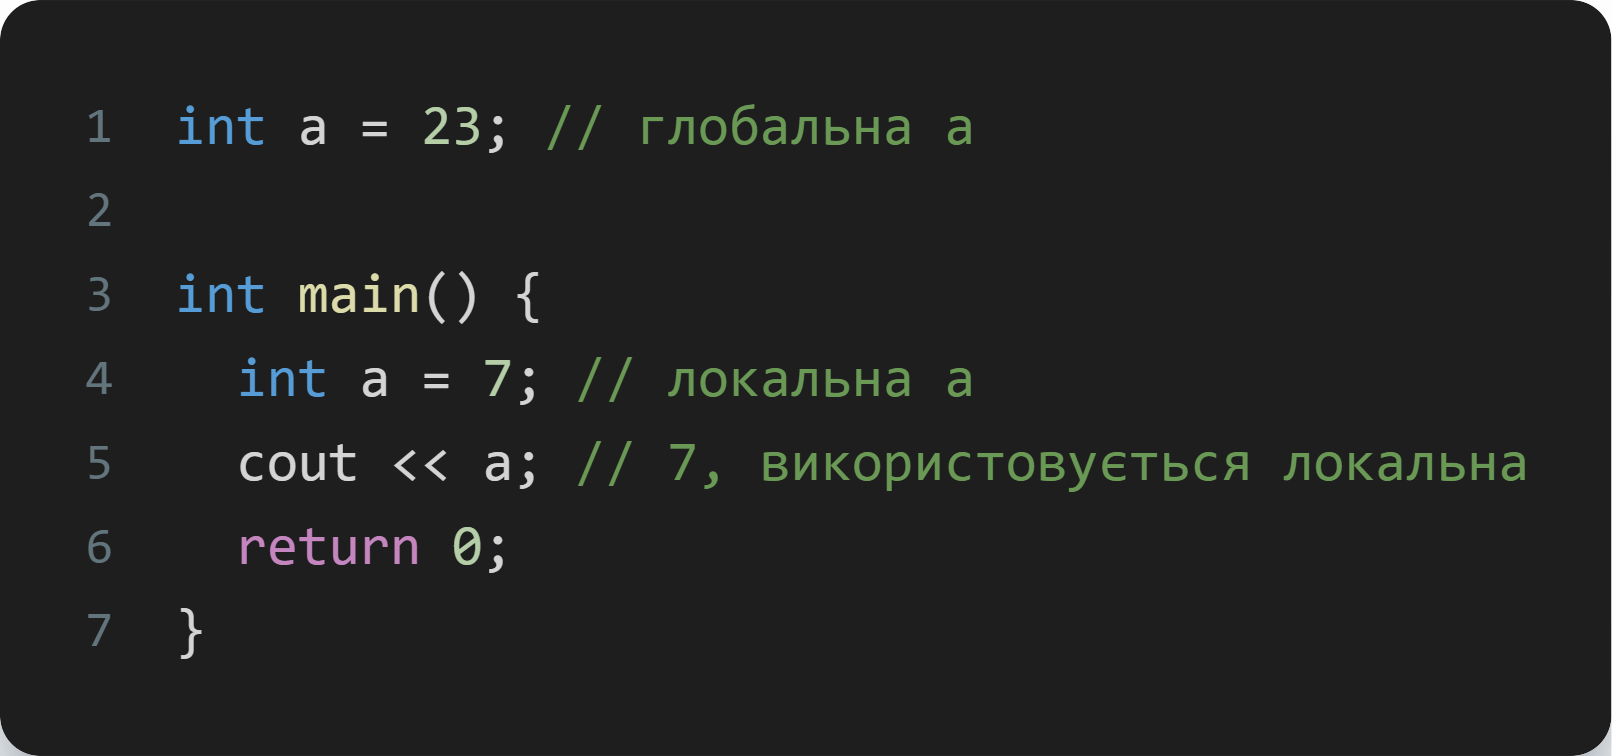 1 int a = 23; // глобальна a
2
3 int main() {
4 int a = 7; // локальна a
5 cout << a; // 7, використовується локальна
6 return 0;
7 }